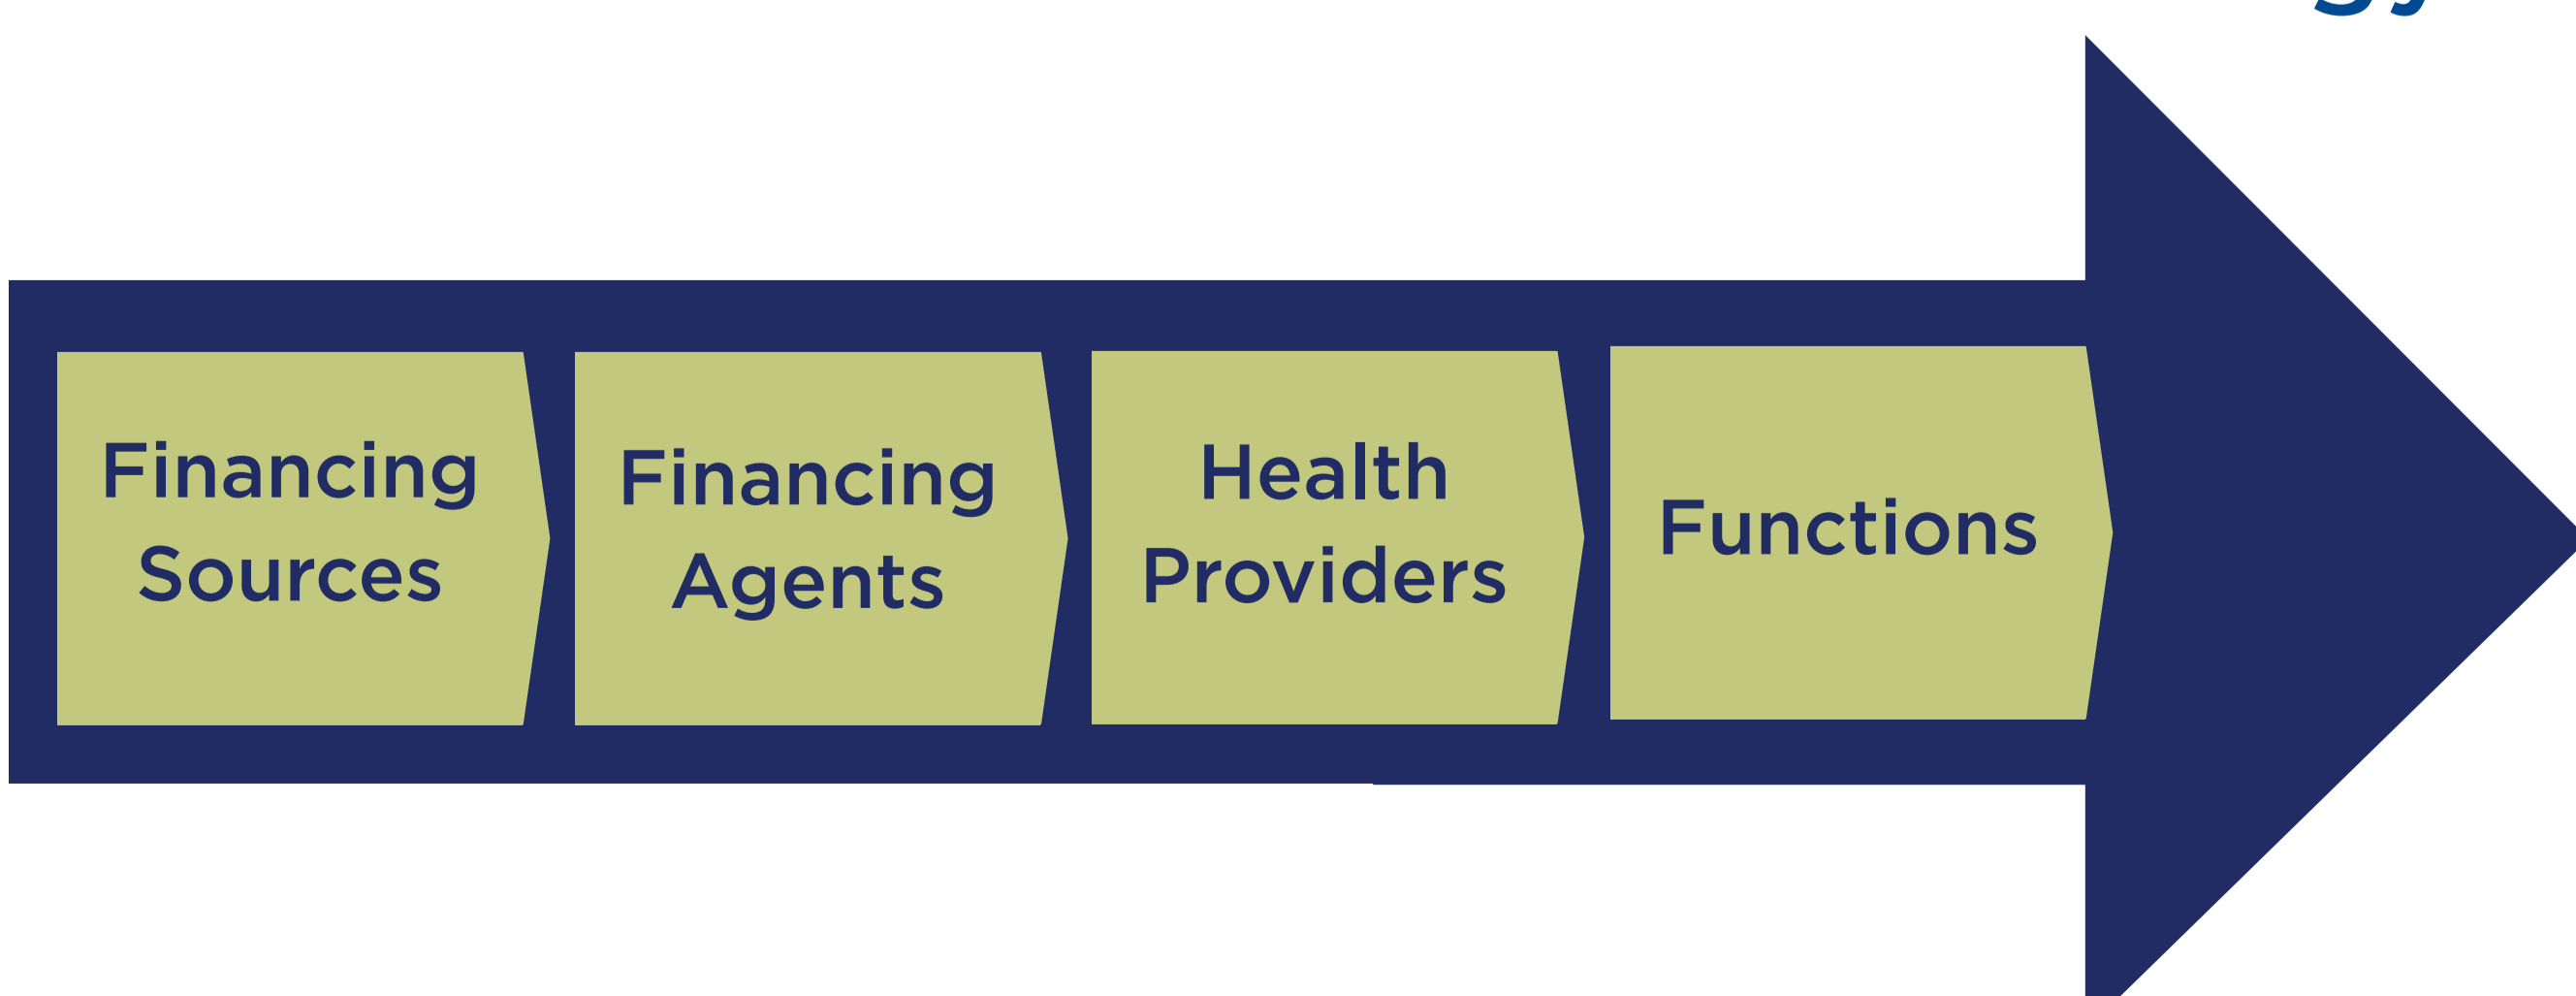 Financing
Sources
Financing
Agents
Health
Providers
Functions